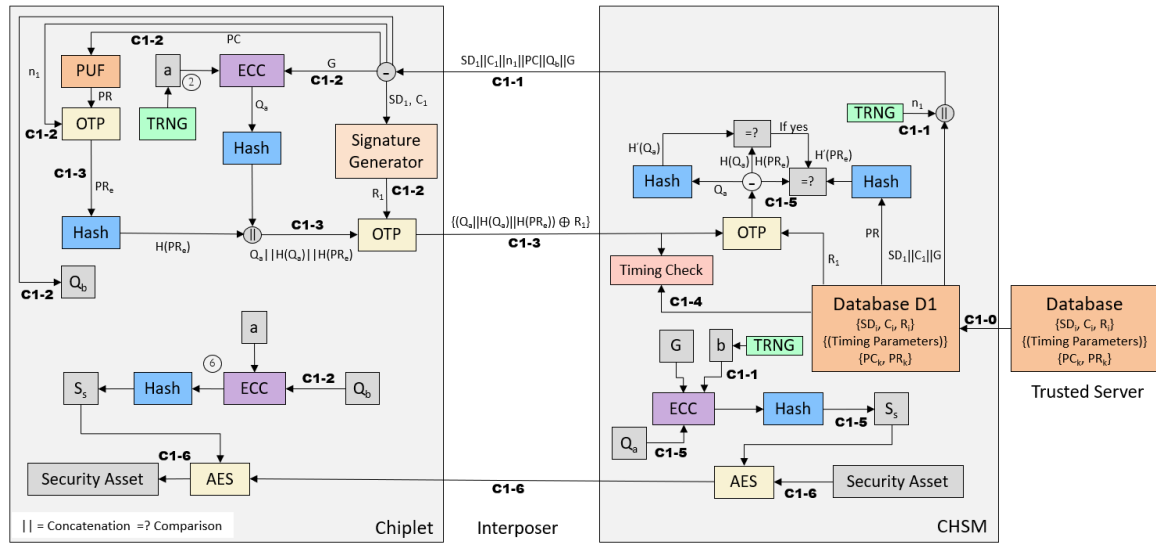 C1-2
PC
n₁
PUF
a
2
ECC
G
C1-2
-
SD₁||C₁||n₁||PC||Q_b||G
C1-1
PR
C1-2
OTP
TRNG
Qₐ
SD₁, C₁
Hash
Signature
Generator
C1-3
PRₑ
R₁
C1-2
Hash
H(PRₑ)
||
C1-3
Qₐ||H(Qₐ)||H(PRₑ)
OTP
{(Qₐ||H(Qₐ)||H(PRₑ)) ⊕ R₁}
C1-3
C1-2
Q_b
a
6
Sₛ
Hash
ECC
C1-2
Q_b
C1-6
Security Asset
AES
|| = Concatenation =? Comparison
Chiplet
Interposer
C1-6
TRNG
n₁
C1-1
||
=?
If yes
H'(Qₐ)
H(Qₐ)
H(PRₑ)
H'(PRₑ)
Hash
Qₐ
-
=?
Hash
C1-5
OTP
R₁
PR
SD₁||C₁||G
Timing Check
C1-4
Database D1
{SDᵢ, Cᵢ, Rᵢ}
{(Timing Parameters)}
{PCₖ, PRₖ}
C1-0
Database
{SDᵢ, Cᵢ, Rᵢ}
{(Timing Parameters)}
{PCₖ, PRₖ}
Trusted Server
G
b
TRNG
C1-1
ECC
Hash
C1-5
Sₛ
Qₐ
C1-5
AES
C1-6
Security Asset
CHSM